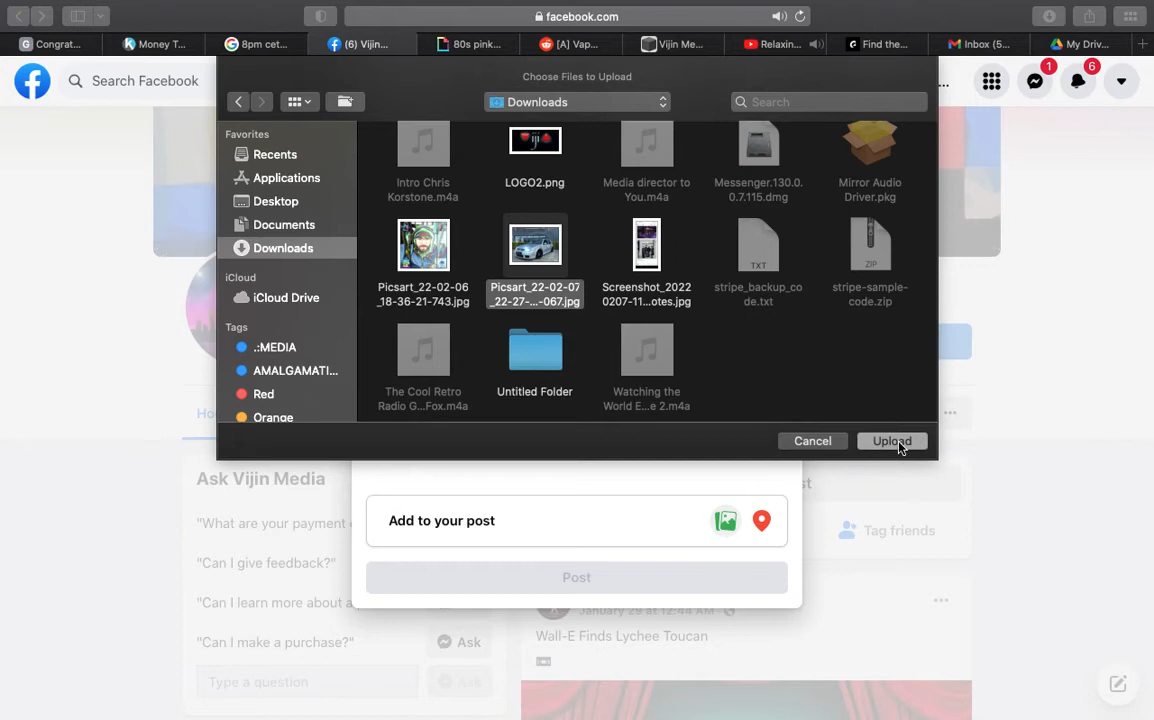 facebook.com
G Congrat...
Money T...
8pm cet...
(6) Vijin...
80s pink...
[A] Vap...
Vijin Me...
Relaxin...
Find the...
Inbox (5...
My Driv...
Search Facebook
1
6
Choose Files to Upload
Downloads
Search
Favorites
Recents
Applications
Desktop
Documents
Downloads
iCloud
iCloud Drive
Tags
.:MEDIA
AMALGAMATI...
Red
Orange
Intro Chris
Korstone.m4a
LOGO2.png
Media director to
You.m4a
Messenger.130.0.
0.7.115.dmg
Mirror Audio
Driver.pkg
Picsart_22-02-06
_18-36-21-743.jpg
Picsart_22-02-07
_22-27-...-067.jpg
Screenshot_2022
0207-11...otes.jpg
TXT
stripe_backup_co
de.txt
ZIP
stripe-sample-
code.zip
The Cool Retro
Radio G...Fox.m4a
Untitled Folder
Watching the
World E...e 2.m4a
Cancel
Upload
Ask Vijin Media
"What are your payment
"Can I give feedback?"
"Can I learn more about a
"Can I make a purchase?"
Ask
Type a question
Ask
Add to your post
Post
Tag friends
January 29 at 12:44 AM
Wall-E Finds Lychee Toucan